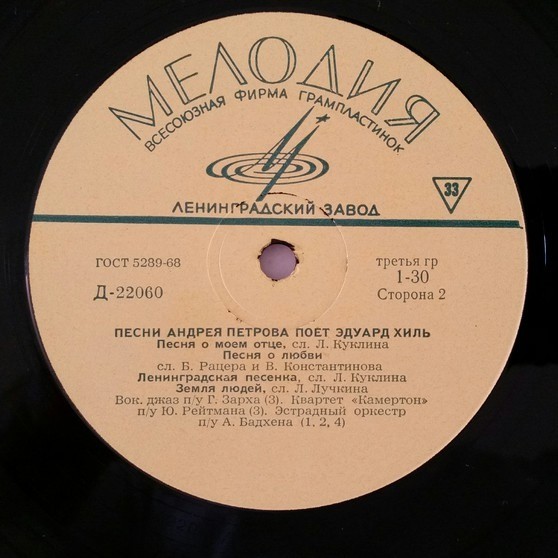 МЕЛОДИЯ
ВСЕСОЮЗНАЯ ФИРМА ГРАМПЛАСТИНОК
ЛЕНИНГРАДСКИЙ ЗАВОД
33
ГОСТ 5289-68
Д-22060
третья гр
1-30
Сторона 2
ПЕСНИ АНДРЕЯ ПЕТРОВА ПОЕТ ЭДУАРД ХИЛЬ
Песня о моем отце, сл. Л. Куклина
Песня о любви
сл. Б. Рацера и В. Константинова
Ленинградская песенка, сл. Л. Куклина
Земля людей, сл. Л. Лучкина
Вок. джаз п/у Г. Зарха (3). Квартет «Камертон»
п/у Ю. Рейтмана (3). Эстрадный оркестр
п/у А. Бадхена (1, 2, 4)